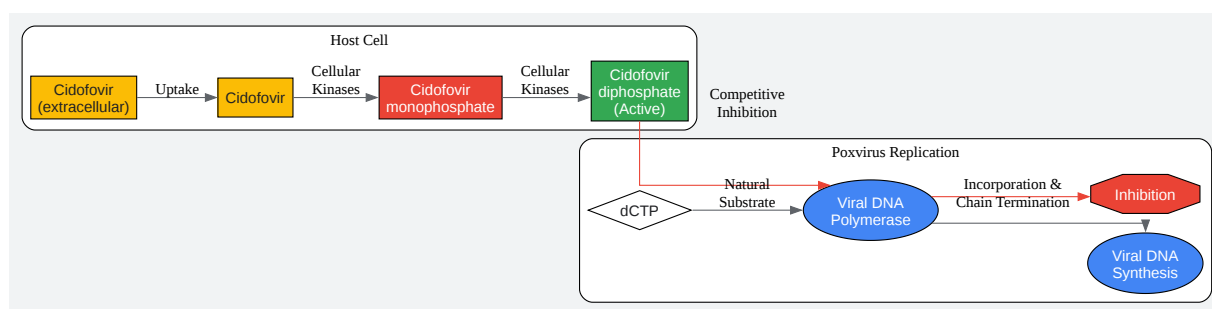 Host Cell
Cidofovir
(extracellular)
Uptake
Cidofovir
Cellular
Kinases
Cidofovir
monophosphate
Cellular
Kinases
Cidofovir
diphosphate
(Active)
Competitive
Inhibition
Poxvirus Replication
dCTP
Natural
Substrate
Viral DNA
Polymerase
Incorporation &
Chain Termination
Inhibition
Viral DNA
Synthesis